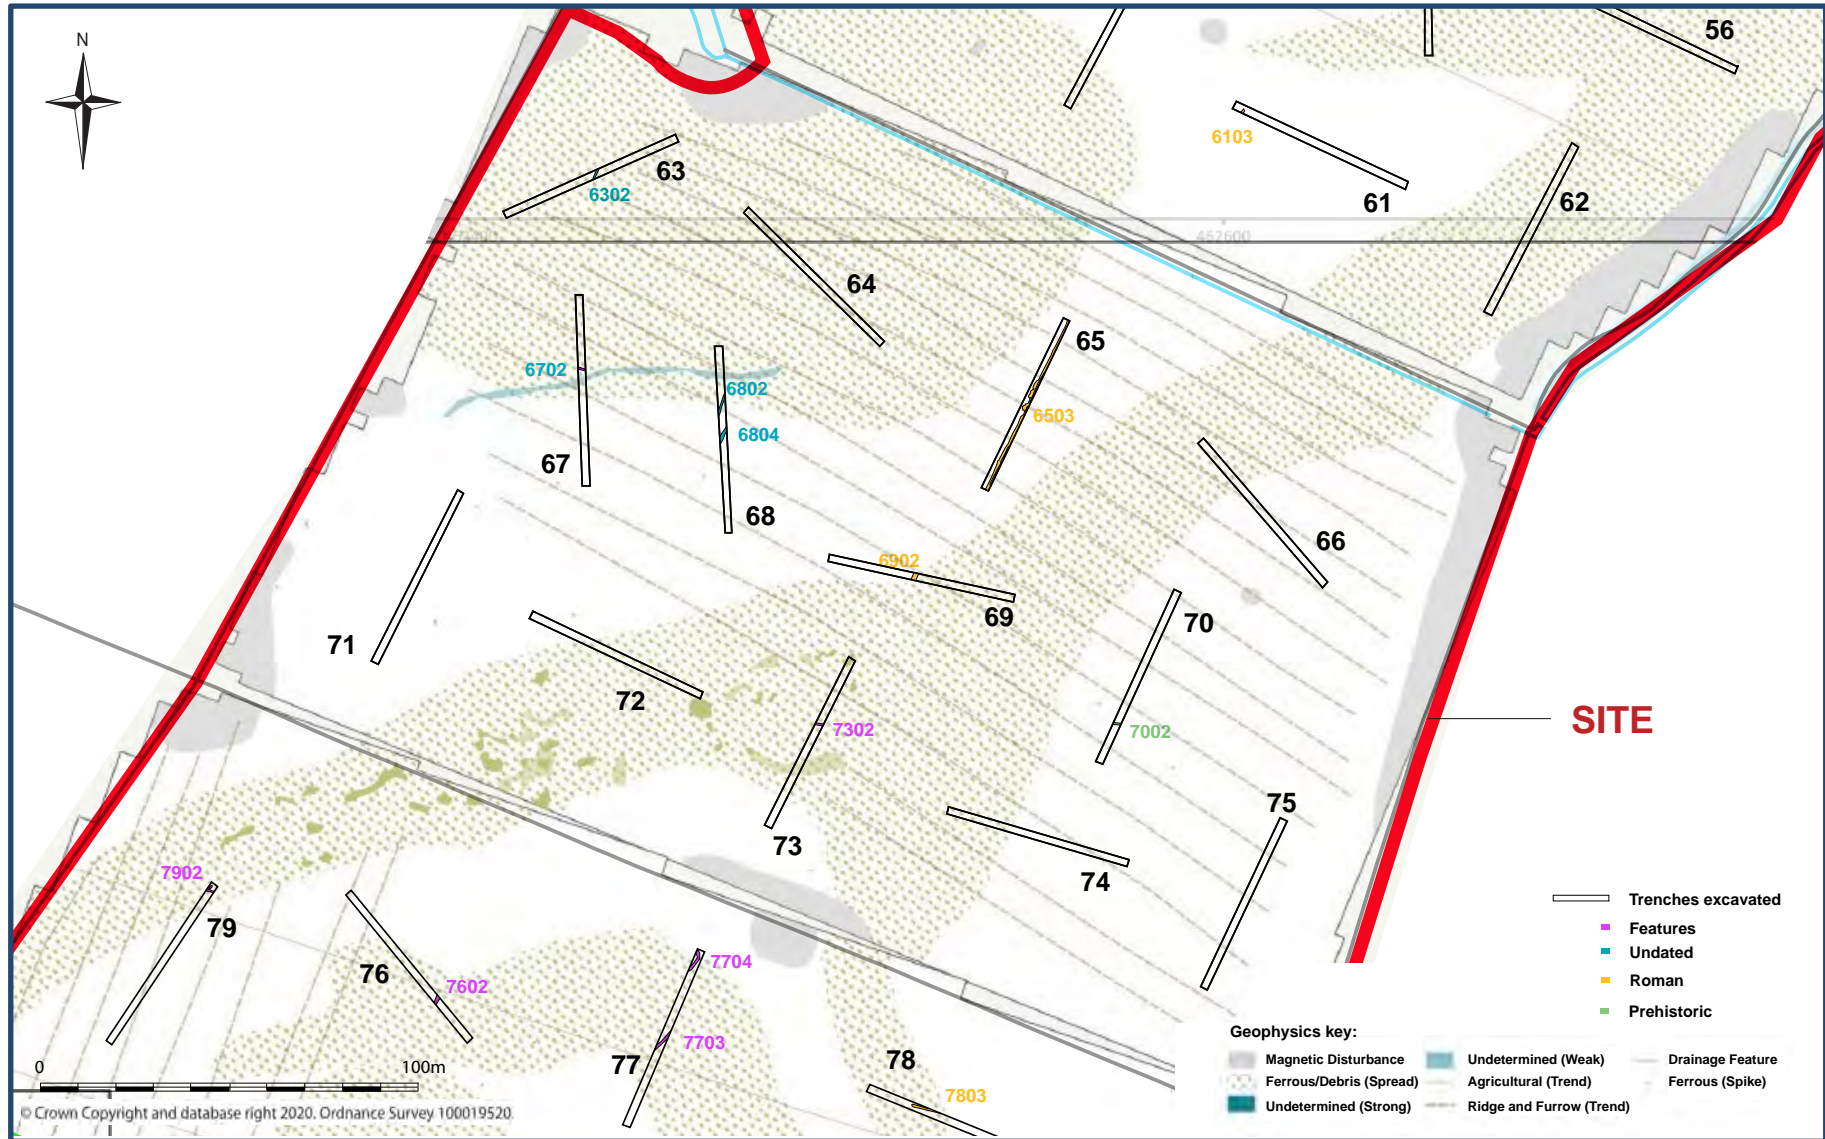 N
56
6103
61
62
63
6302
462600
64
65
6503
6702
6802
6804
67
68
66
6902
69
70
71
72
7302
7002
SITE
73
74
75
7902
79
76
7602
7704
7703
77
78
7803
Trenches excavated
Features
Undated
Roman
Prehistoric
Geophysics key:
Magnetic Disturbance
Undetermined (Weak)
Drainage Feature
Ferrous/Debris (Spread)
Agricultural (Trend)
Ferrous (Spike)
Undetermined (Strong)
Ridge and Furrow (Trend)
0 100m
© Crown Copyright and database right 2020. Ordnance Survey 100019520